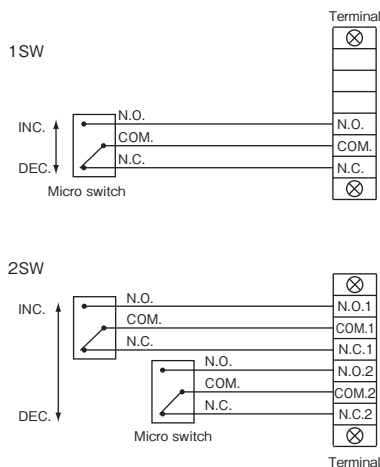 Terminal
1SW
INC.
N.O.
N.O.
COM.
COM.
DEC.
N.C.
N.C.
Micro switch
2SW
INC.
N.O.
N.O.1
COM.
COM.1
N.C.
N.C.1
N.O.
N.O.2
COM.
COM.2
DEC.
N.C.
N.C.2
Micro switch
Terminal